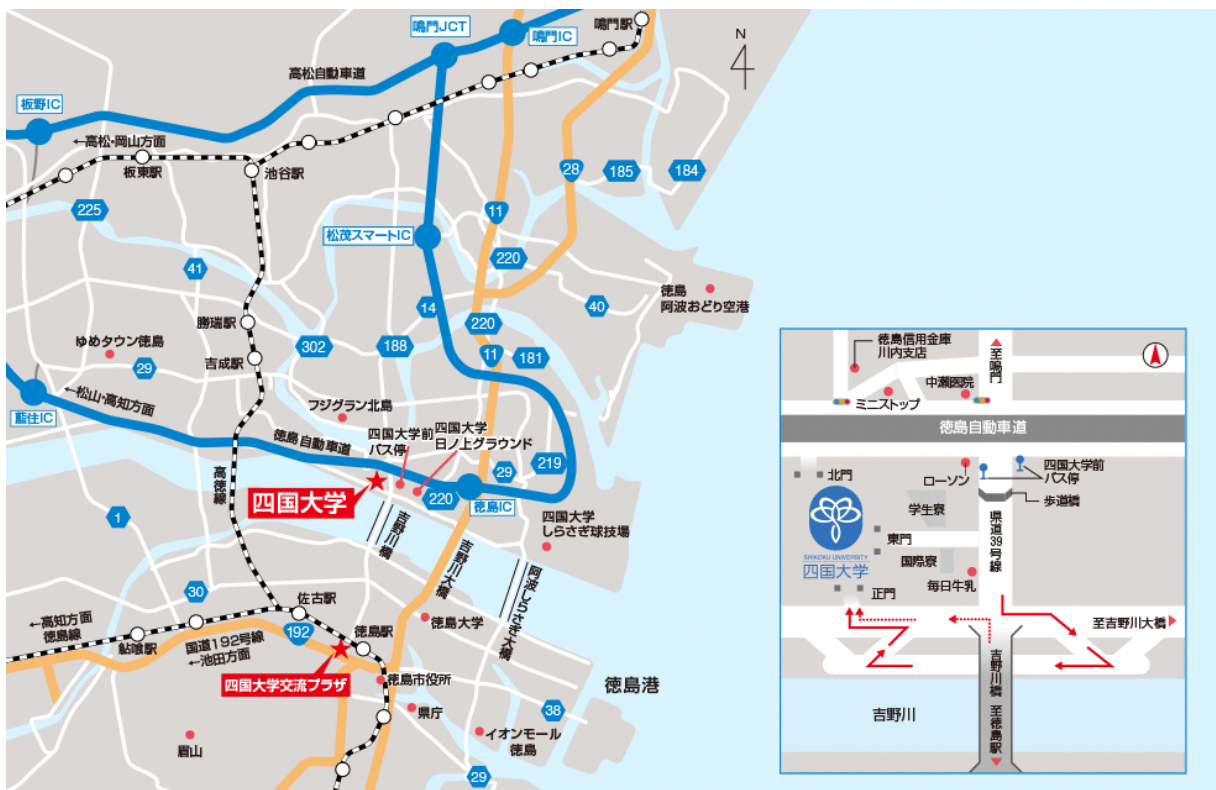 鳴門JCT
鳴門IC
鳴門駅
N
高松自動車道
板野IC
←高松・岡山方面
板東駅
池谷駅
28
185
184
225
11
松茂スマートIC
220
41
徳島
阿波おどり空港
14
40
勝瑞駅
220
302
188
ゆめタウン徳島
吉成駅
11
181
29
←松山・高知方面
藍住IC
フジグラン北島
徳島自動車道
四国大学前
バス停
四国大学
日ノ上グラウンド
高徳線
29
219
四国大学
220
徳島IC
1
吉野川橋
吉野川大橋
四国大学
しらさぎ球技場
阿波しらさぎ大橋
30
佐古駅
←高知方面
徳島線
鮎喰駅
国道192号線
←池田方面
192
徳島駅
徳島大学
四国大学交流プラザ
徳島市役所
徳島港
県庁
38
イオンモール
徳島
眉山
29
徳島信用金庫
川内支店
至鳴門
中瀬医院
ミニストップ
徳島自動車道
北門
ローソン
四国大学前
バス停
歩道橋
学生寮
県道39号線
SHIKOKU UNIVERSITY
四国大学
東門
国際寮
毎日牛乳
正門
至吉野川大橋
吉野川橋
至徳島駅
吉野川